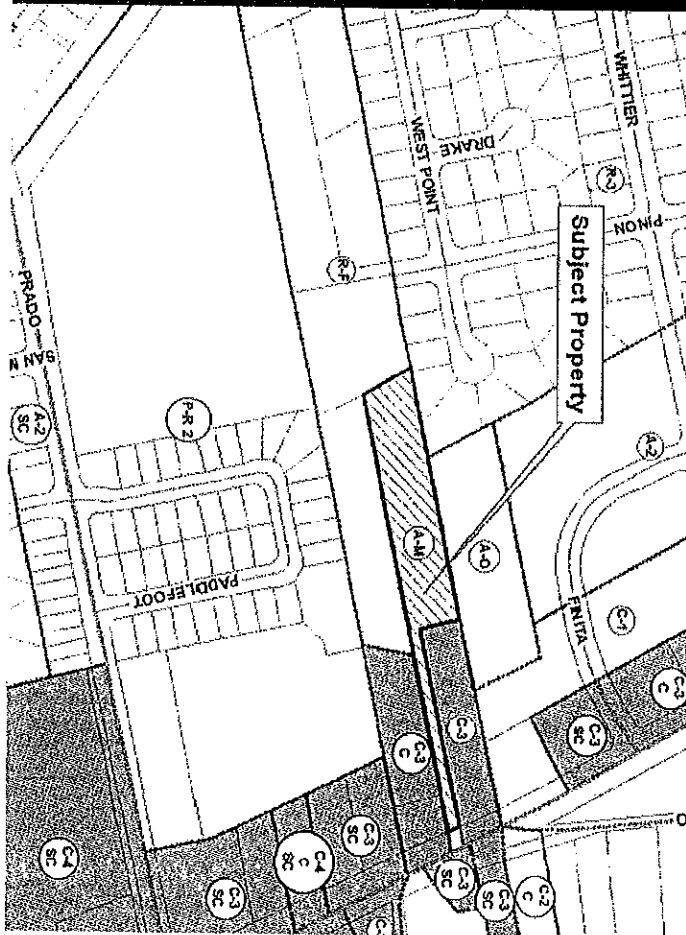 WHITTIER
WEST POINT
DRAKE
R-3
PINON
Subject Property
R-F
PRADO
SAN N
A-2
SC
P-R 2
A-2
A-M
A-O
FINITA
C-1
PADDLEFOOT
C-3
C
C-3
SC
C-3
C-3
C
C-3
SC
C-4
C
SC
C-3
SC
C-4
SC
C-3
SC
C-3
SC
C-2
C